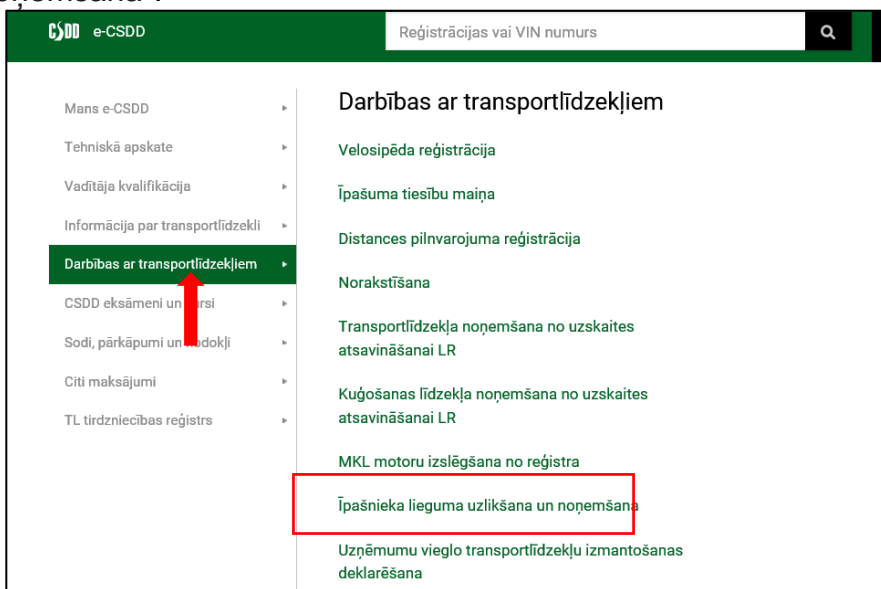 CSDD e-CSDD
Reģistrācijas vai VIN numurs
Mans e-CSDD
Tehniskā apskate
Vadītāja kvalifikācija
Informācija par transportlīdzekli
Darbības ar transportlīdzekļiem
CSDD eksāmeni un
Sodi, pārkāpumi un
Citi maksājumi
TL tirdzniecības reģistrs
Darbības ar transportlīdzekļiem
Velosipēda reģistrācija
Īpašuma tiesību maiņa
Distances pilnvarojuma reģistrācija
Norakstīšana
Transportlīdzekļa noņemšana no uzskaites
atsavināšanai LR
Kuģošanas līdzekļa noņemšana no uzskaites
atsavināšanai LR
MKL motoru izslēgšana no reģistra
Īpašnieka lieguma uzlikšana un noņemšana
Uzņēmumu vieglo transportlīdzekļu izmantošanas
deklarēšana